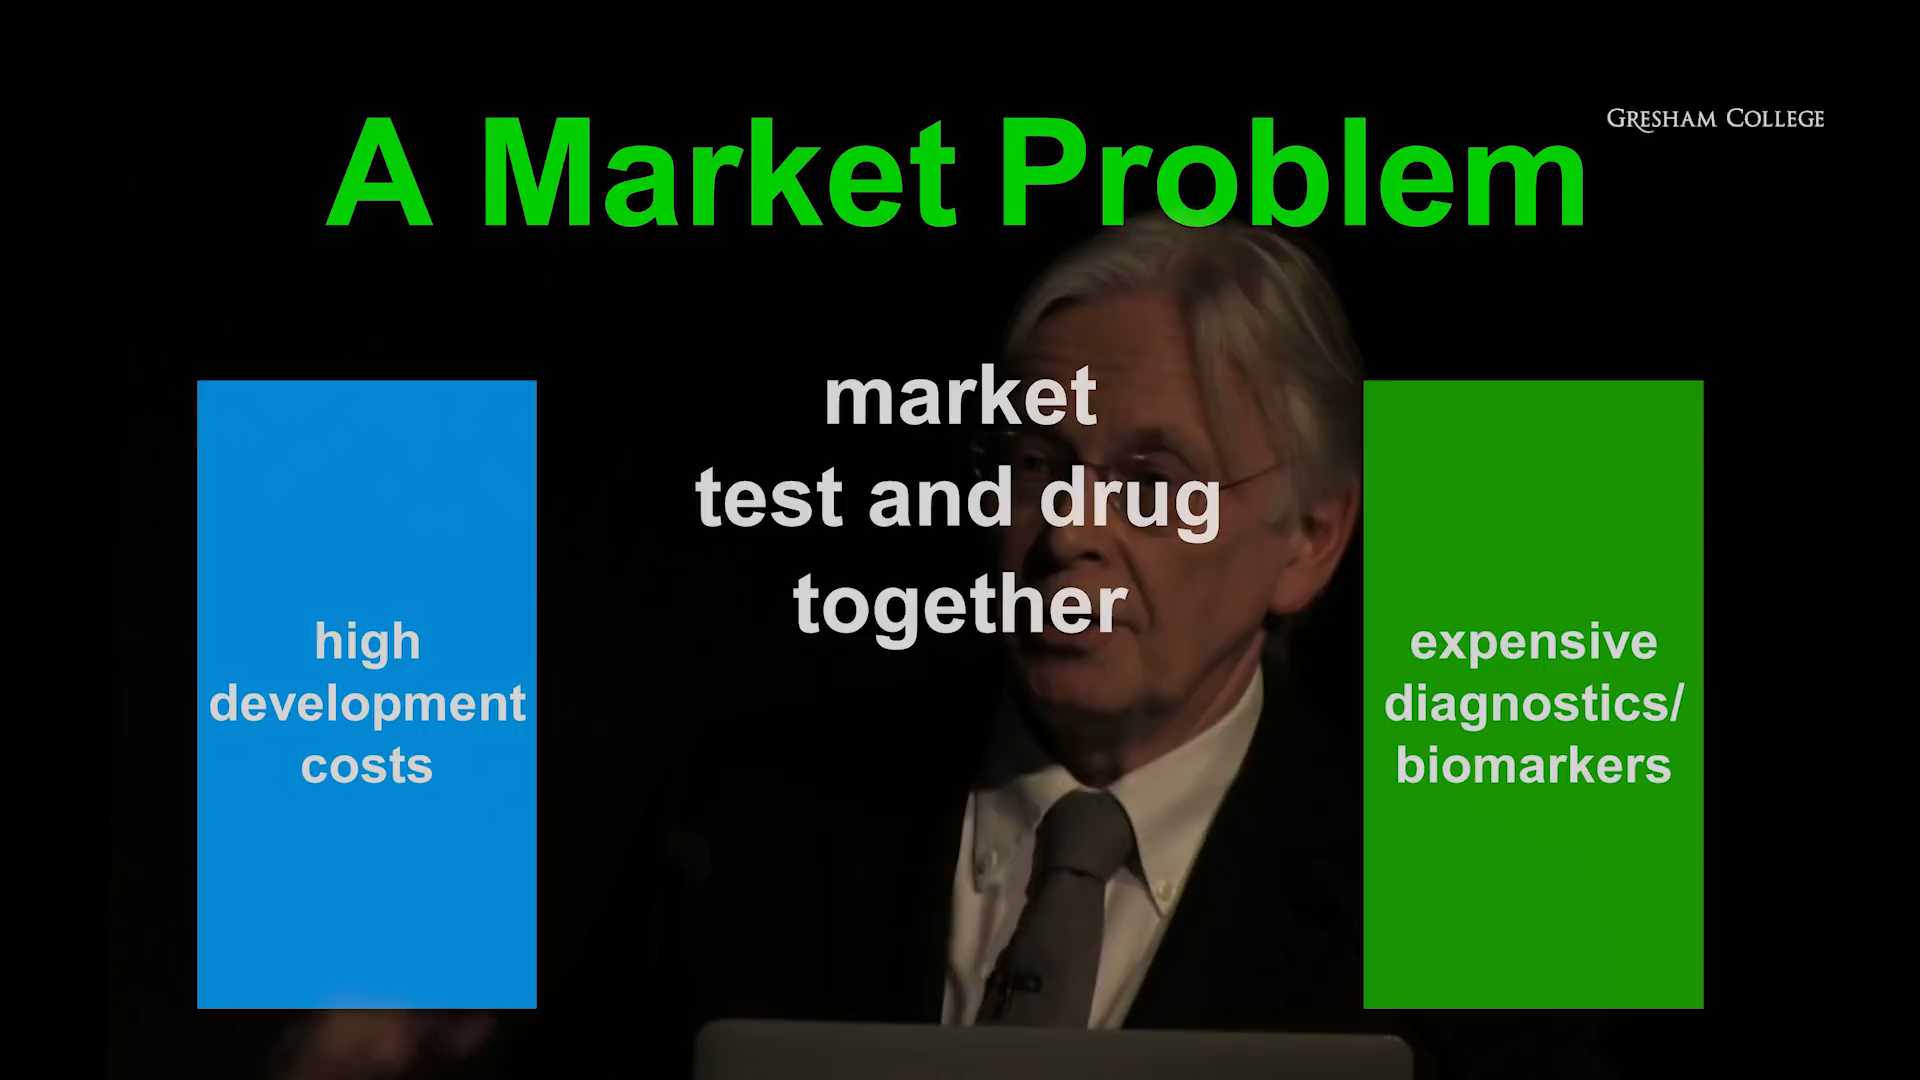 GRESHAM COLLEGE
A Market Problem
market
test and drug
together
high
development
costs
expensive
diagnostics/
biomarkers